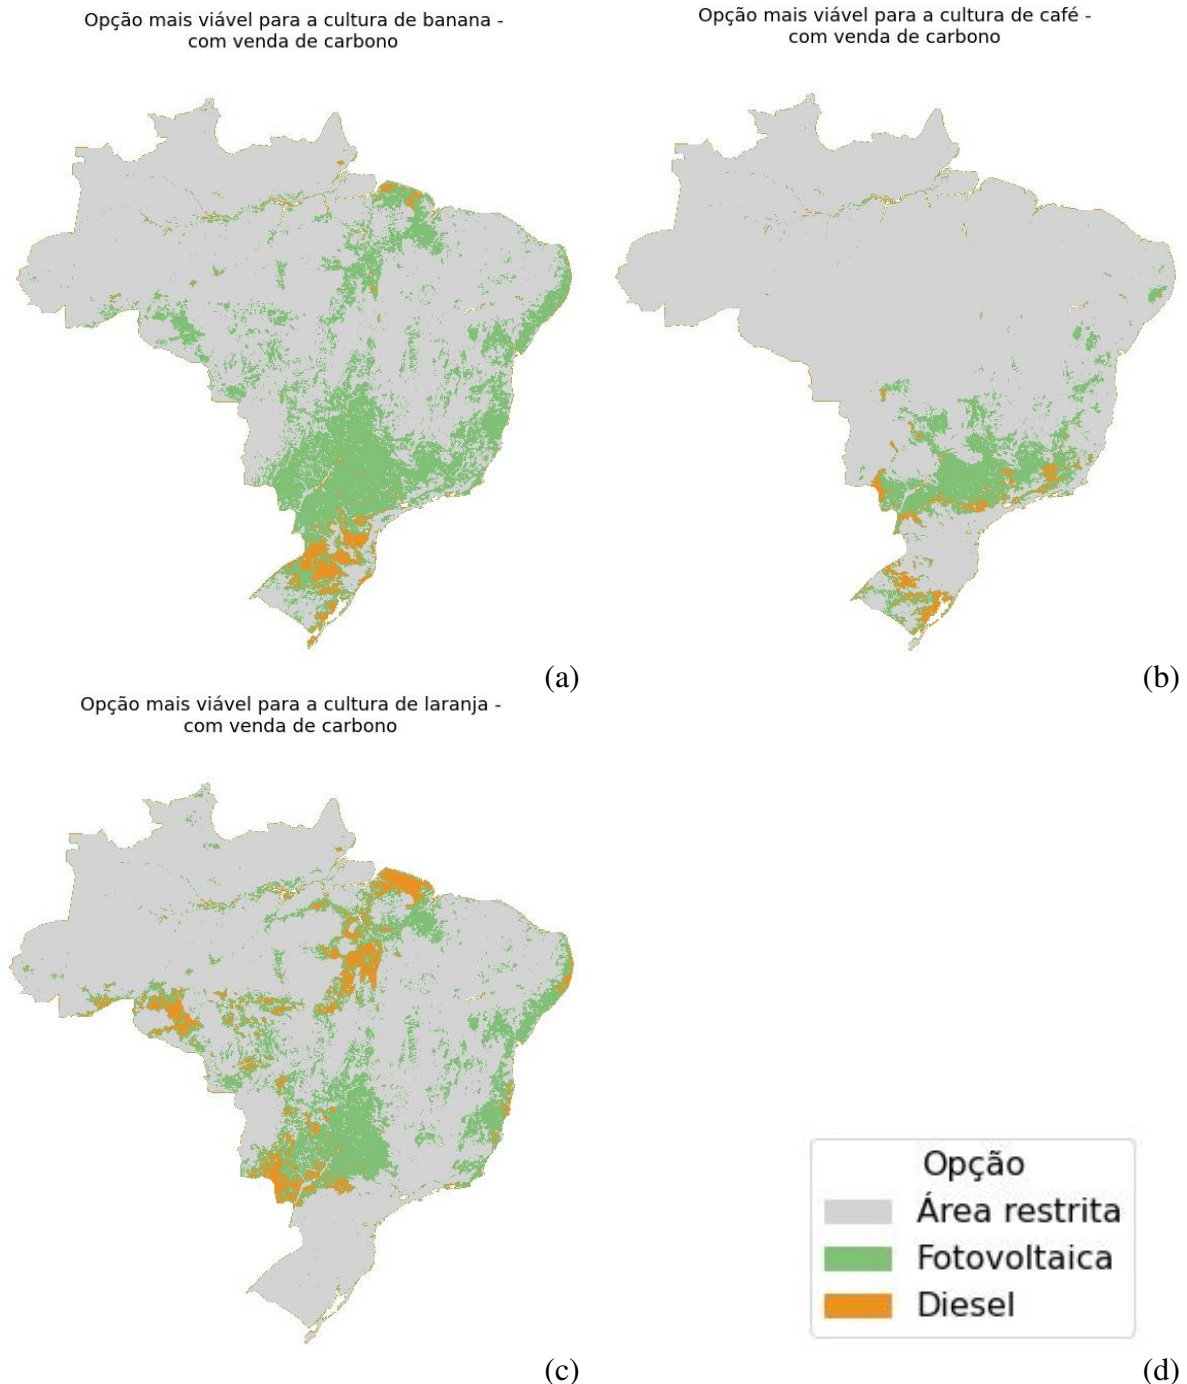 Opção mais viável para a cultura de banana -
com venda de carbono
Opção mais viável para a cultura de café -
com venda de carbono
(a)
(b)
Opção mais viável para a cultura de laranja -
com venda de carbono
Opção
Área restrita
Fotovoltaica
Diesel
(c)
(d)